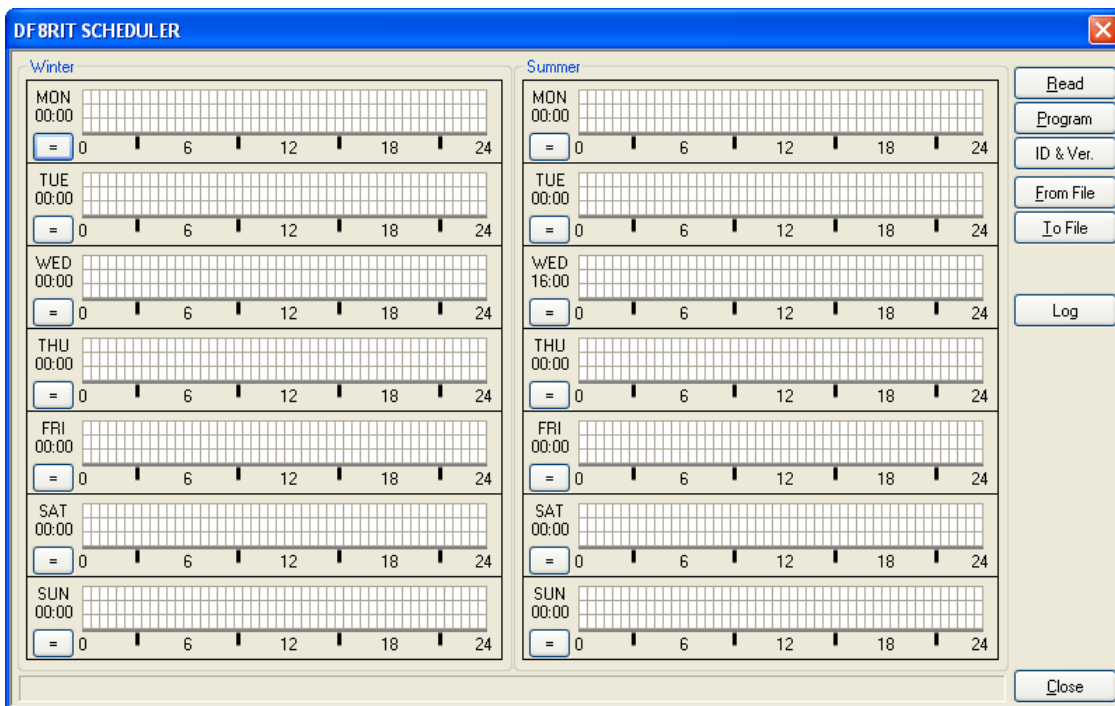 DF8RIT SCHEDULER
Winter
MON
00:00
= 0 6 12 18 24
TUE
00:00
= 0 6 12 18 24
WED
00:00
= 0 6 12 18 24
THU
00:00
= 0 6 12 18 24
FRI
00:00
= 0 6 12 18 24
SAT
00:00
= 0 6 12 18 24
SUN
00:00
= 0 6 12 18 24
Summer
MON
00:00
= 0 6 12 18 24
TUE
00:00
= 0 6 12 18 24
WED
16:00
= 0 6 12 18 24
THU
00:00
= 0 6 12 18 24
FRI
00:00
= 0 6 12 18 24
SAT
00:00
= 0 6 12 18 24
SUN
00:00
= 0 6 12 18 24
Read
Program
ID & Ver.
From File
To File
Log
Close